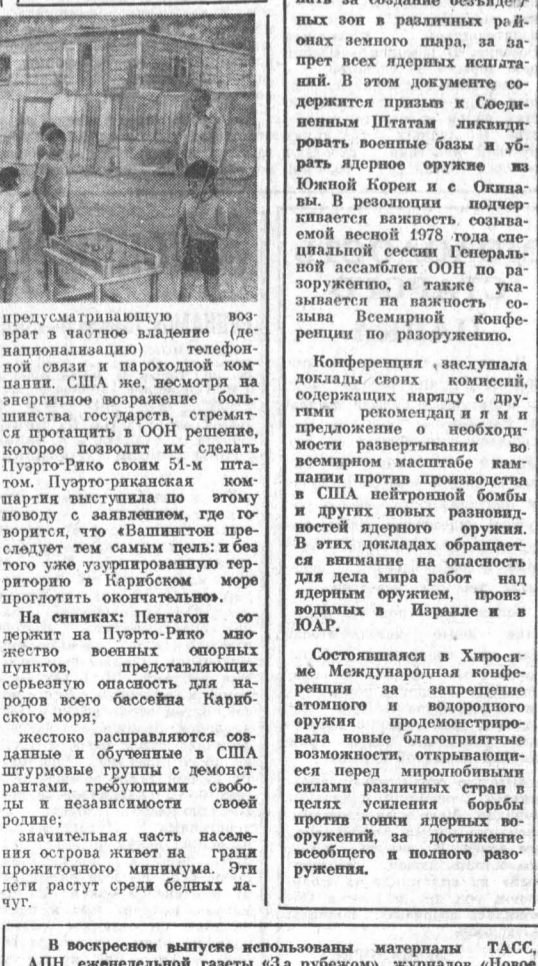 предусматривающую воз-
врат в частное владение (де-
национализацию) телефон-
ной связи и пароходной ком-
пании. США же, несмотря на
энергичное возражение боль-
шинства государств, стремят-
ся протащить в ООН решение,
которое позволит им сделать
Пуэрто-Рико своим 51-м шта-
том. Пуэрто-риканская ком-
партия выступила по этому
поводу с заявлением, где го-
ворится, что «Вашингтон пре-
следует тем самым цель: и без
того уже узурпированную тер-
риторию в Карибском море
проглотить окончательно».
На снимках: Пентагон со-
держит на Пуэрто-Рико мно-
жество военных опорных
пунктов, представляющих
серьезную опасность для на-
родов всего бассейна Кариб-
ского моря;
жестоко расправляются соз-
данные и обученные в США
штурмовые группы с демонст-
рантами, требующими свобо-
ды и независимости своей
родине;
значительная часть населе-
ния острова живет на грани
прожиточного минимума. Эти
дети растут среди бедных ла-
чуг.
пать за создание безъядер-
ных зон в различных рай-
онах земного шара, за за-
прет всех ядерных испыта-
ний. В этом документе со-
держится призыв к Соеди-
ненным Штатам ликвиди-
ровать военные базы и уб-
рать ядерное оружие из
Южной Кореи и с Окина-
вы. В резолюции подчер-
кивается важность созыва-
емой весной 1978 года спе-
циальной сессии Генераль-
ной ассамблеи ООН по ра-
зоружению, а также ука-
зывается на важность со-
зыва Всемирной конфе-
ренции по разоружению.
Конференция заслушала
доклады своих комиссий,
содержащих наряду с дру-
гими рекомендациями и
предложение о необходи-
мости развертывания во
всемирном масштабе кам-
пании против производства
в США нейтронной бомбы
и других новых разновид-
ностей ядерного оружия.
В этих докладах обращает-
ся внимание на опасность
для дела мира работ над
ядерным оружием, произ-
водимых в Израиле и в
ЮАР.
Состоявшаяся в Хироси-
ме Международная конфе-
ренция за запрещение
атомного и водородного
оружия продемонстриро-
вала новые благоприятные
возможности, открывающи-
еся перед миролюбивыми
силами различных стран в
целях усиления борьбы
против гонки ядерных во-
оружений, за достижение
всеобщего и полного разо-
ружения.
В воскресном выпуске использованы материалы ТАСС,
АПН, еженедельной газеты «За рубежом», журналов «Новое